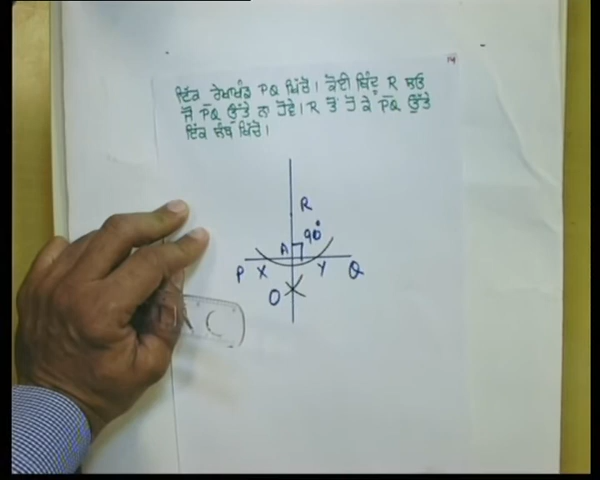 ਇੱਕ ਰੇਖਾਖੰਡ PQ ਖਿੱਚੋ। ਕੋਈ ਬਿੰਦੂ R ਲਓ
ਜੋ PQ ਉੱਤੇ ਨਾ ਹੋਵੇ। R ਤੋਂ ਹੋ ਕੇ PQ ਉੱਤੇ
ਇੱਕ ਲੰਬ ਖਿੱਚੋ।
R
A 90°
P X Y Q
O